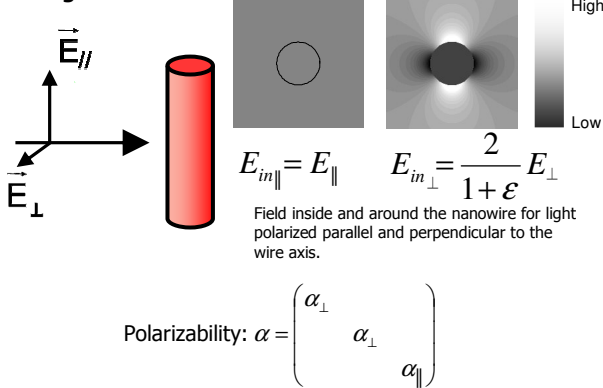 High
Low
E⃗//
E⃗⊥
E_in∥ = E∥
E_in⊥ = 2/(1+ε) E⊥
Field inside and around the nanowire for light
polarized parallel and perpendicular to the
wire axis.
Polarizability: α = (α⊥ α⊥ α∥)